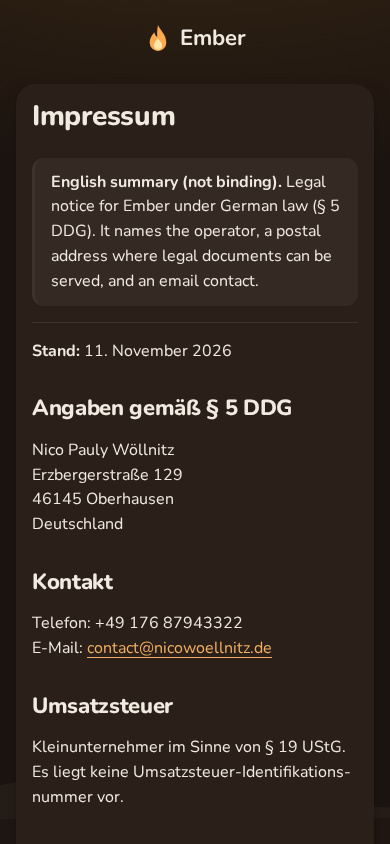 Ember
Impressum
English summary (not binding). Legal
notice for Ember under German law (§ 5
DDG). It names the operator, a postal
address where legal documents can be
served, and an email contact.
Stand: 11. November 2026
Angaben gemäß § 5 DDG
Nico Pauly Wöllnitz
Erzbergerstraße 129
46145 Oberhausen
Deutschland
Kontakt
Telefon: +49 176 87943322
E-Mail: contact@nicowoellnitz.de
Umsatzsteuer
Kleinunternehmer im Sinne von § 19 UStG.
Es liegt keine Umsatzsteuer-Identifikations-
nummer vor.